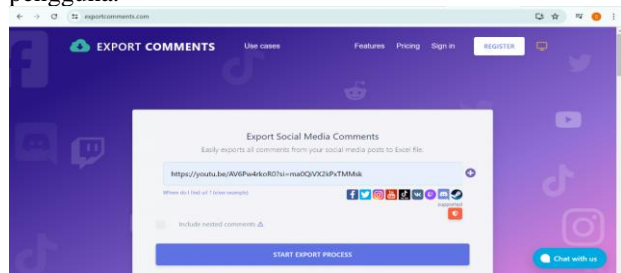 pengguna.
exportcomments.com
EXPORT COMMENTS Use cases Features Pricing Sign in REGISTER
Export Social Media Comments
Easily exports all comments from your social media posts to Excel file.
https://youtu.be/AV6Pw4rkoR0?si=ma0QiVX2kPxTMMsk
Where do I find url? (view example)
supported
Include nested comments
START EXPORT PROCESS
Chat with us